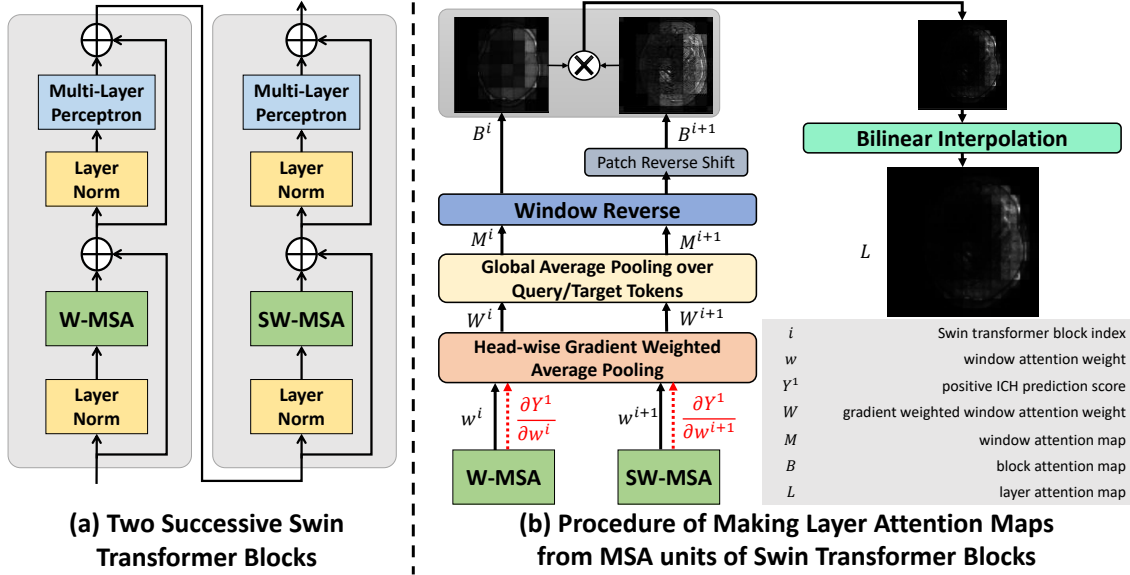 Multi-Layer
Perceptron
Layer
Norm
W-MSA
Layer
Norm
Multi-Layer
Perceptron
Layer
Norm
SW-MSA
Layer
Norm
(a) Two Successive Swin
Transformer Blocks
B^i
B^{i+1}
Patch Reverse Shift
Window Reverse
M^i
M^{i+1}
Global Average Pooling over
Query/Target Tokens
W^i
W^{i+1}
Head-wise Gradient Weighted
Average Pooling
w^i
∂Y^1
∂w^i
w^{i+1}
∂Y^1
∂w^{i+1}
W-MSA
SW-MSA
Bilinear Interpolation
L
i Swin transformer block index
w window attention weight
Y^1 positive ICH prediction score
W gradient weighted window attention weight
M window attention map
B block attention map
L layer attention map
(b) Procedure of Making Layer Attention Maps
from MSA units of Swin Transformer Blocks